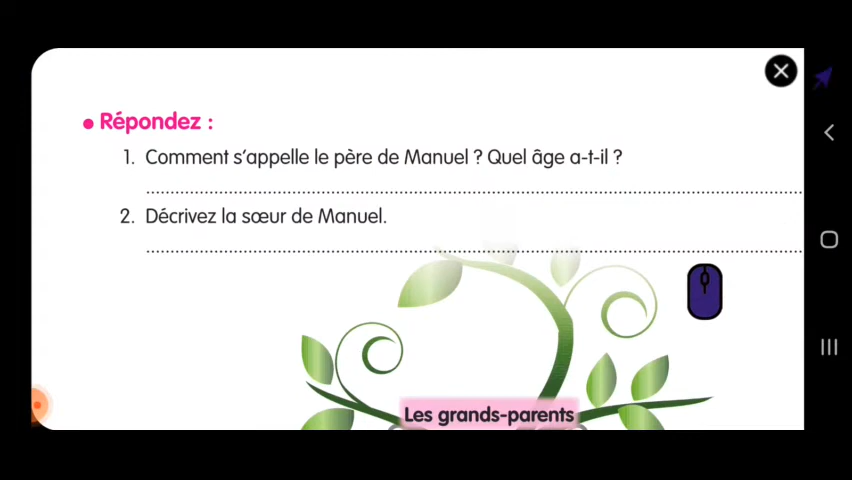 • Répondez :
1. Comment s'appelle le père de Manuel ? Quel âge a-t-il ?
2. Décrivez la sœur de Manuel.
Les grands-parents